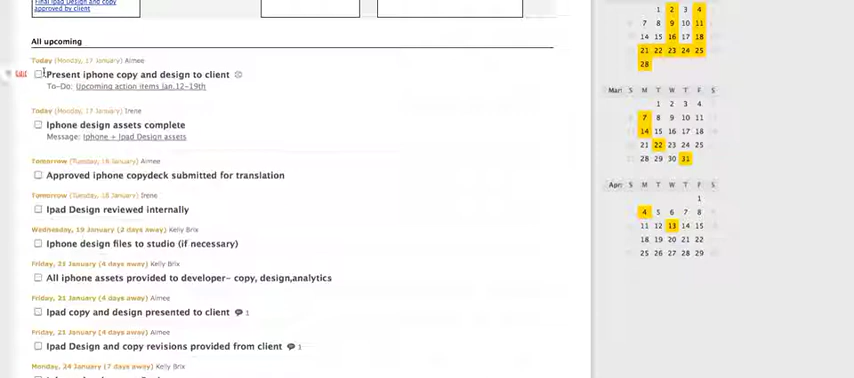 Final Ipad design and copy
approved by client
All upcoming
Today (Monday, 17 January) Aimee
Edit
Present iphone copy and design to client
To-Do: Upcoming action items Jan.12-19th
Today (Monday, 17 January) Irene
Iphone design assets complete
Message: Iphone + Ipad Design assets
Tomorrow (Tuesday, 18 January) Aimee
Approved iphone copydeck submitted for translation
Tomorrow (Tuesday, 18 January) Irene
Ipad Design reviewed internally
Wednesday, 19 January (2 days away) Kelly Brix
Iphone design files to studio (if necessary)
Friday, 21 January (4 days away) Kelly Brix
All iphone assets provided to developer- copy, design,analytics
Friday, 21 January (4 days away) Aimee
Ipad copy and design presented to client 1
Friday, 21 January (4 days away) Aimee
Ipad Design and copy revisions provided from client 1
Monday, 24 January (7 days away) Kelly Brix
1 2 3 4
7 8 9 10 11
14 15 16 17 18
21 22 23 24 25
28
Mar S M T W T F S
1 2 3 4
7 8 9 10 11
14 15 16 17 18
21 22 23 24 25
28 29 30 31
Apr S M T W T F S
1
4 5 6 7 8
11 12 13 14 15
18 19 20 21 22
25 26 27 28 29